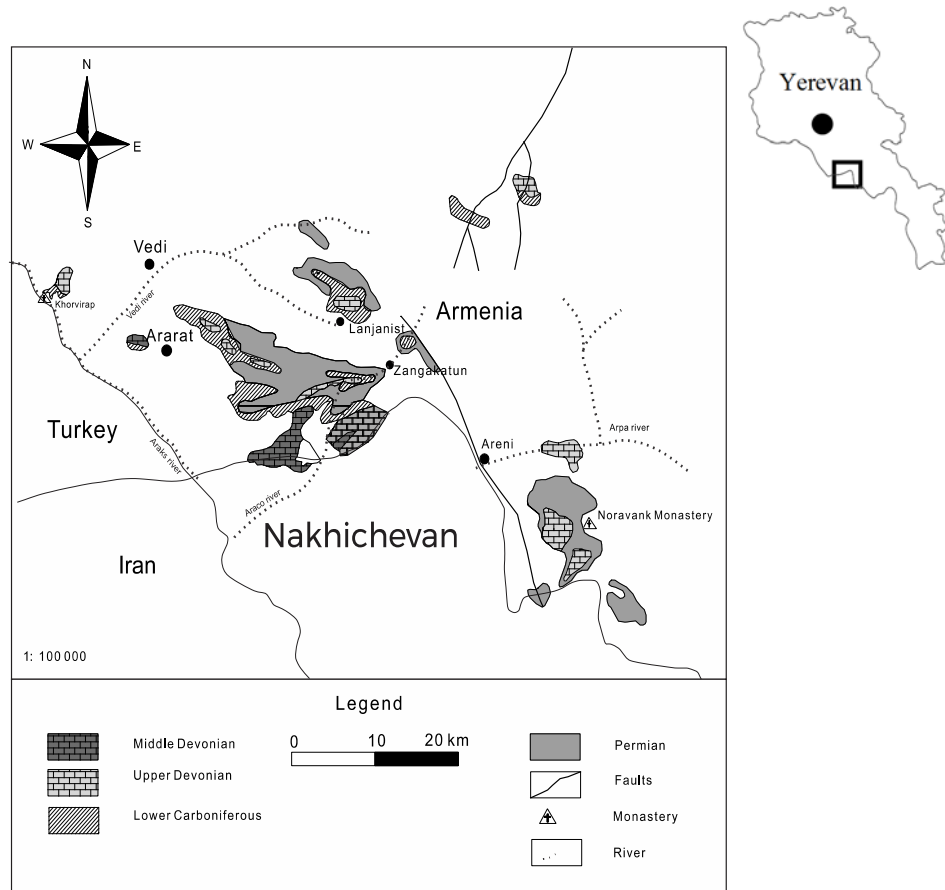 Yerevan
N
W
E
S
Vedi
Khorvirap
Vedi river
Armenia
Lanjanist
Ararat
Zangakatun
Turkey
Araks river
Areni
Arpa river
Araco river
Noravank Monastery
Nakhichevan
Iran
1: 100 000
Legend
Middle Devonian
Upper Devonian
Lower Carboniferous
0 10 20 km
Permian
Faults
Monastery
River